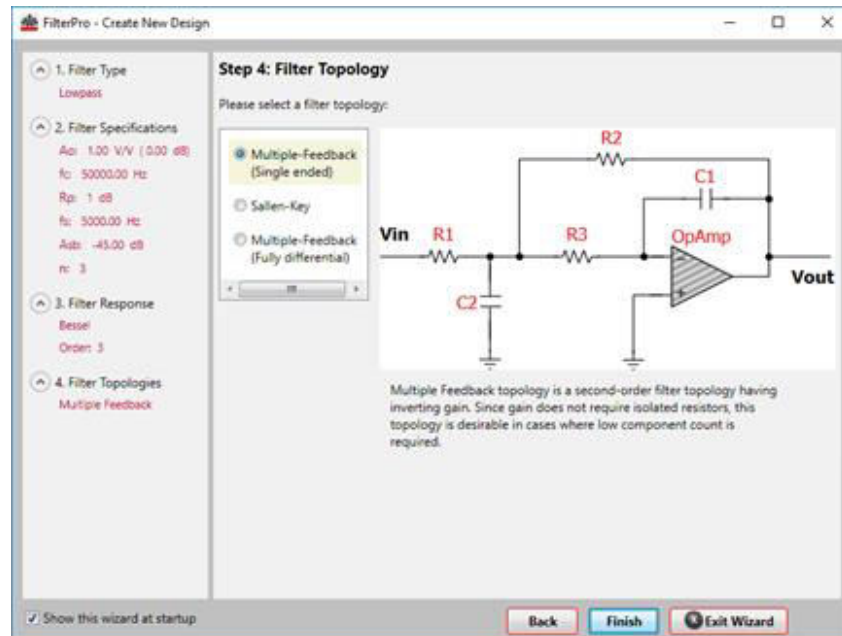 FilterPro - Create New Design
1. Filter Type
Lowpass
2. Filter Specifications
Ao: 1.00 V/V ( 0.00 dB)
fc: 50000.00 Hz
Rp: 1 dB
fs: 5000.00 Hz
Asb: -45.00 dB
n: 3
3. Filter Response
Bessel
Order: 3
4. Filter Topologies
Multiple Feedback
Show this wizard at startup
Step 4: Filter Topology
Please select a filter topology:
Multiple-Feedback
(Single ended)
Sallen-Key
Multiple-Feedback
(Fully differential)
R2
C1
Vin
R1
R3
OpAmp
Vout
C2
Multiple Feedback topology is a second-order filter topology having
inverting gain. Since gain does not require isolated resistors, this
topology is desirable in cases where low component count is
required.
Back
Finish
Exit Wizard